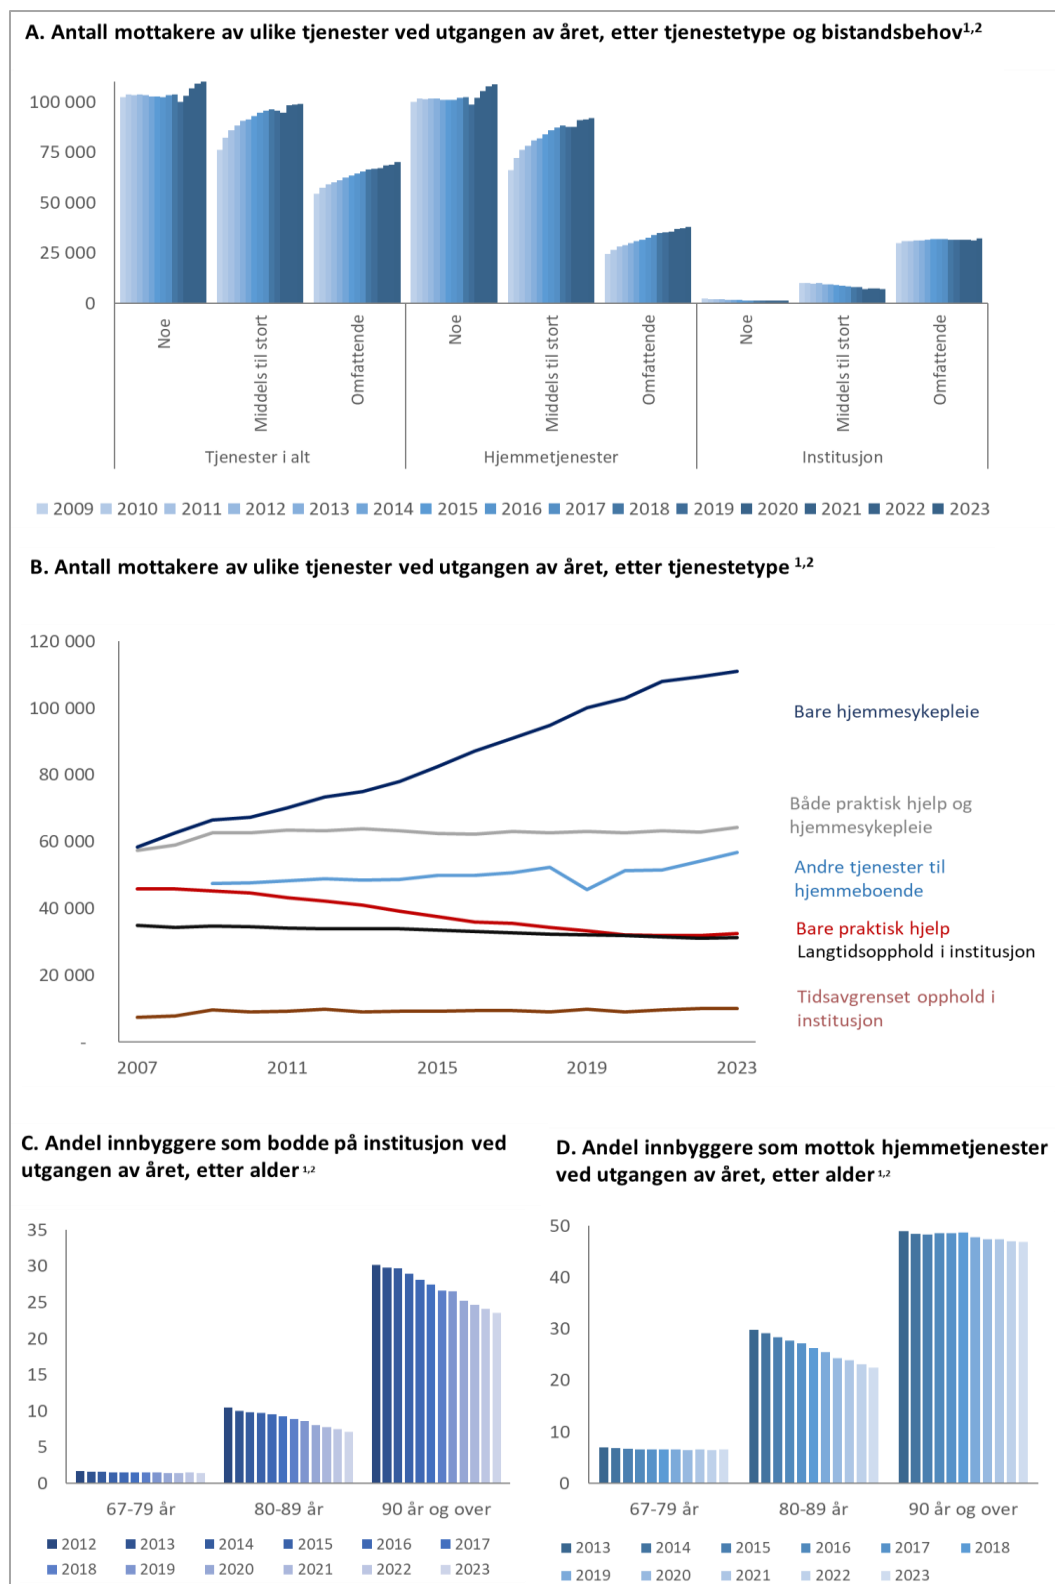 A. Antall mottakere av ulike tjenester ved utgangen av året, etter tjenestetype og bistandsbehov1,2
100 000
75 000
50 000
25 000
0
Noe
Middels til stort
Omfattende
Noe
Middels til stort
Omfattende
Noe
Middels til stort
Omfattende
Tjenester i alt
Hjemmetjenester
Institusjon
2009 2010 2011 2012 2013 2014 2015 2016 2017 2018 2019 2020 2021 2022 2023
B. Antall mottakere av ulike tjenester ved utgangen av året, etter tjenestetype 1,2
120 000
100 000
80 000
60 000
40 000
20 000
-
2007 2011 2015 2019 2023
Bare hjemmesykepleie
Både praktisk hjelp og
hjemmesykepleie
Andre tjenester til
hjemmeboende
Bare praktisk hjelp
Langtidsopphold i institusjon
Tidsavgrenset opphold i
institusjon
C. Andel innbyggere som bodde på institusjon ved
utgangen av året, etter alder 1,2
35
30
25
20
15
10
5
0
67-79 år 80-89 år 90 år og over
2012 2013 2014 2015 2016 2017
2018 2019 2020 2021 2022 2023
D. Andel innbyggere som mottok hjemmetjenester
ved utgangen av året, etter alder 1,2
50
40
30
20
10
0
67-79 år 80-89 år 90 år og over
2013 2014 2015 2016 2017 2018
2019 2020 2021 2022 2023